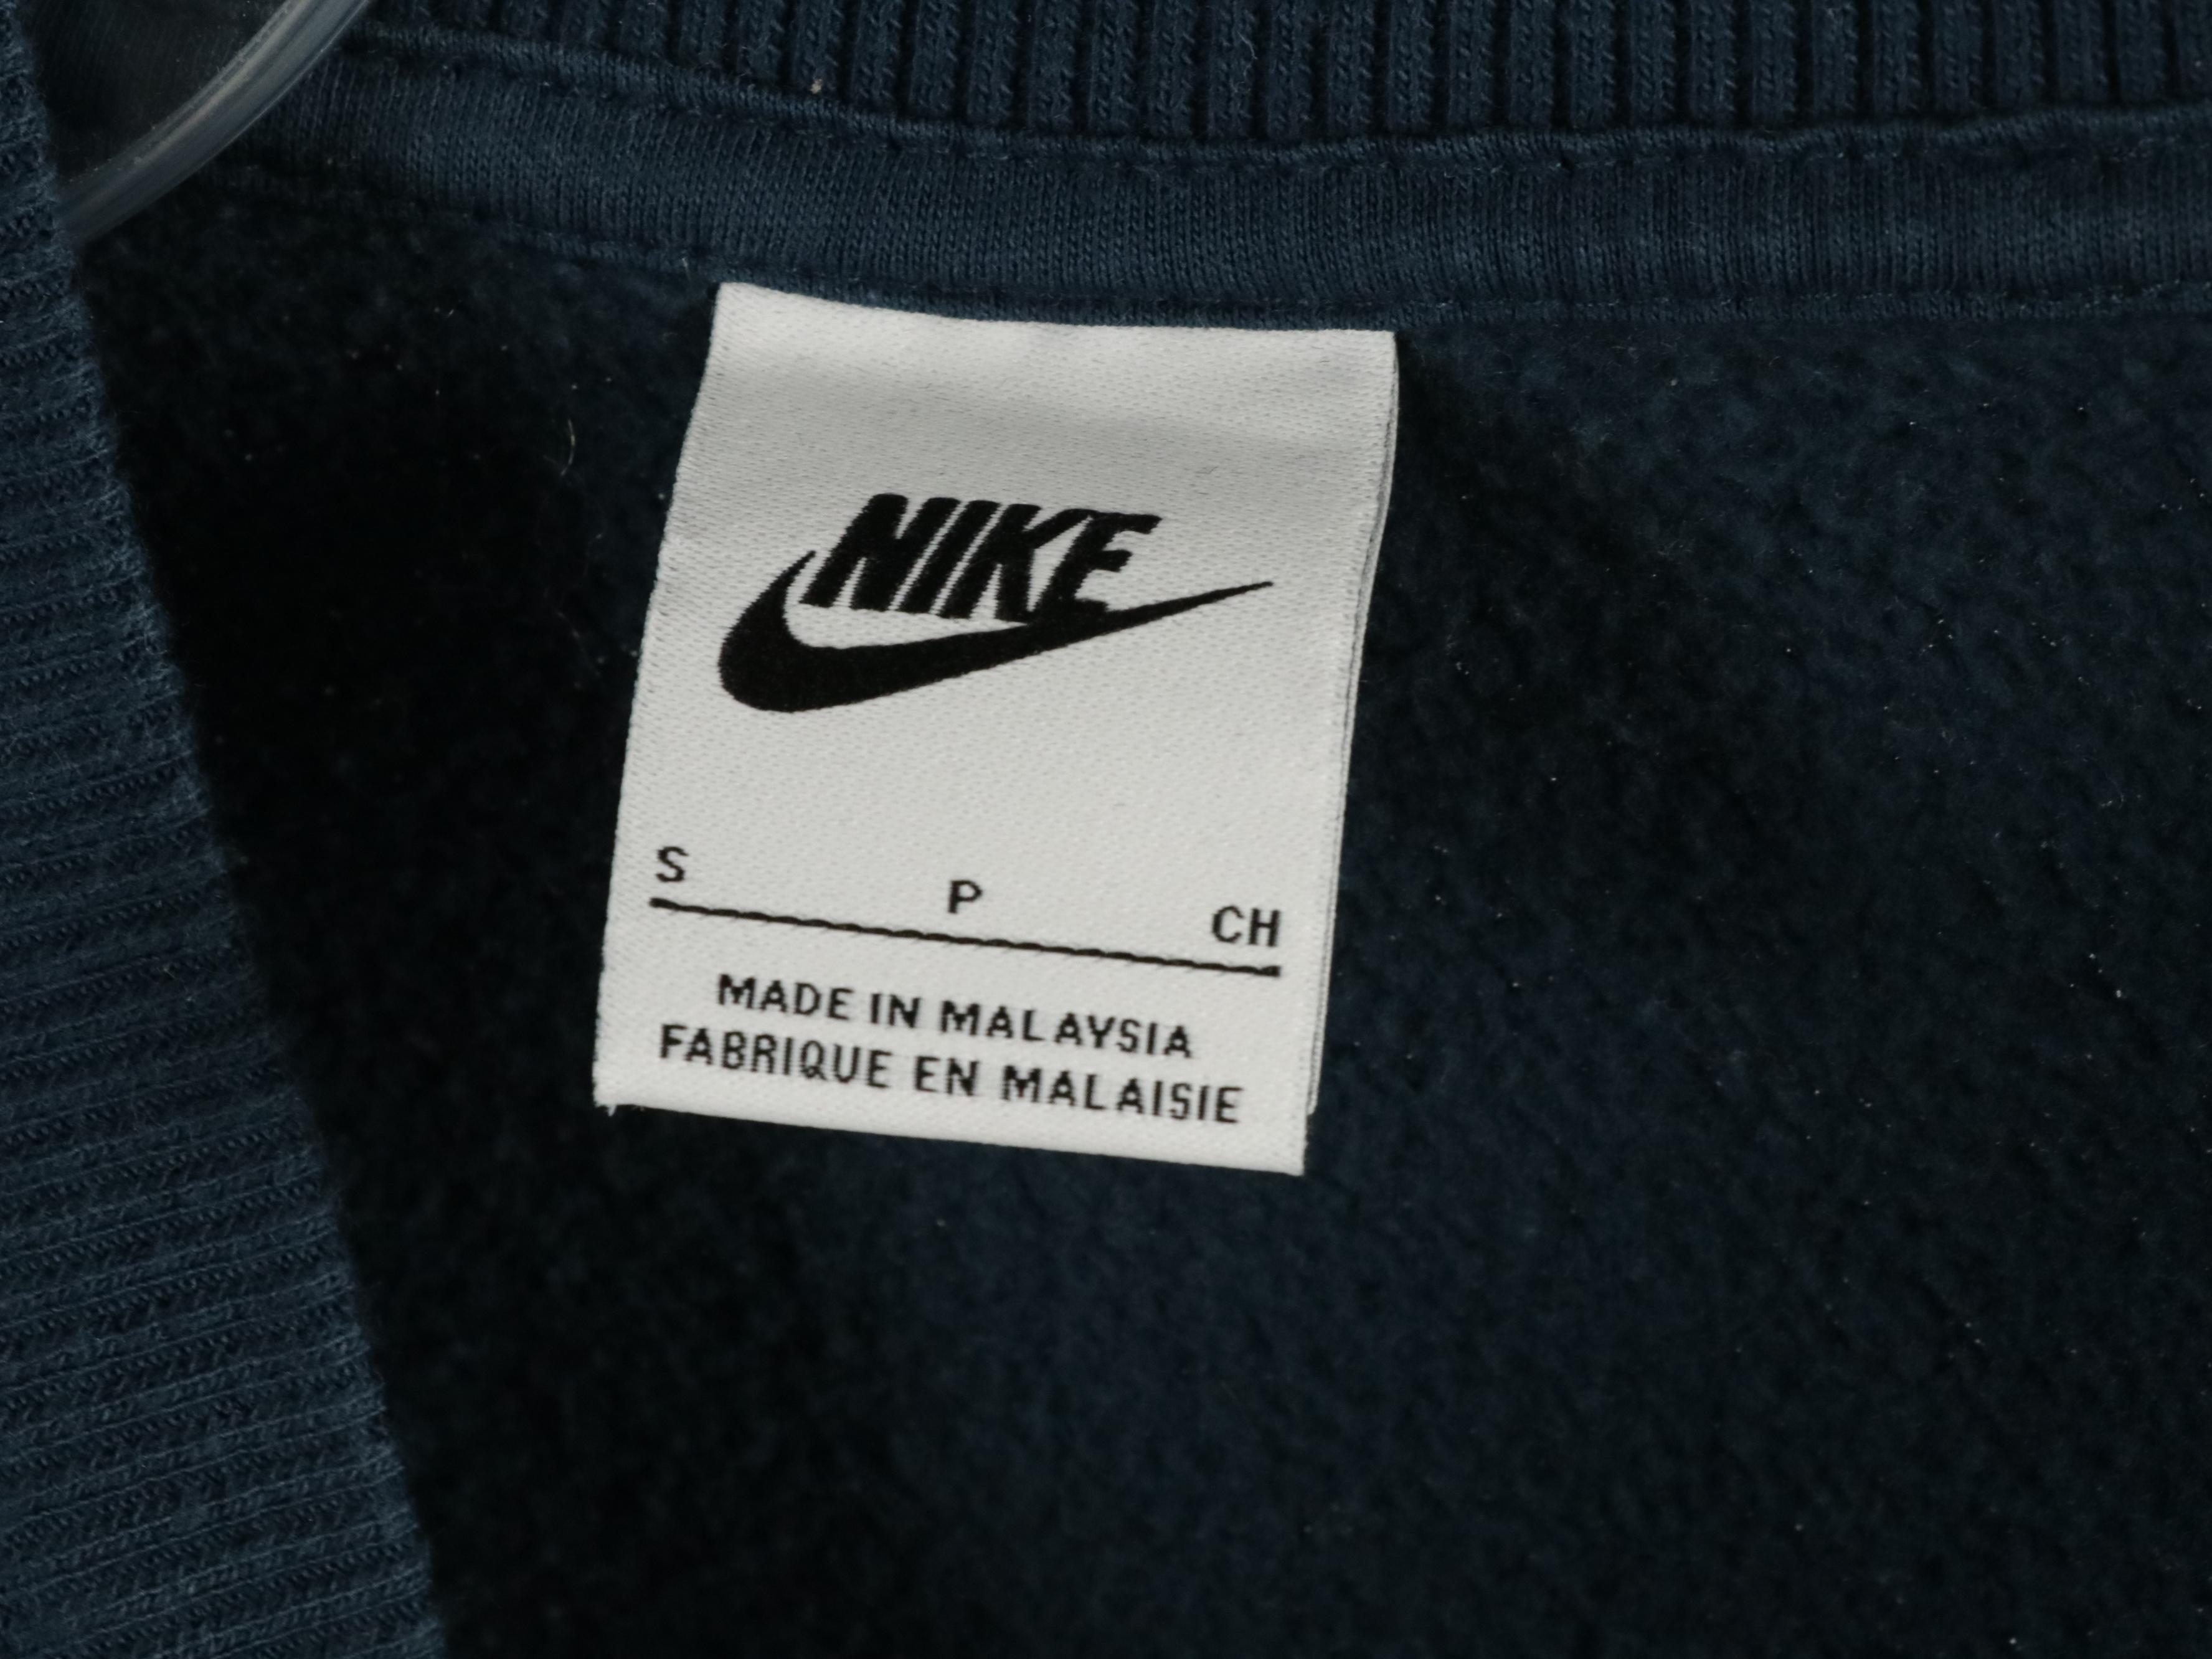 NIKE
S P CH
MADE IN MALAYSIA
FABRIQUE EN MALAISIE